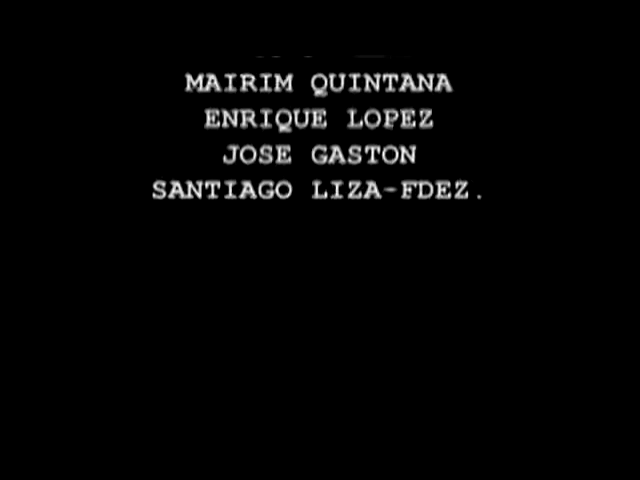 MAIRIM QUINTANA
ENRIQUE LOPEZ
JOSE GASTON
SANTIAGO LIZA-FDEZ.